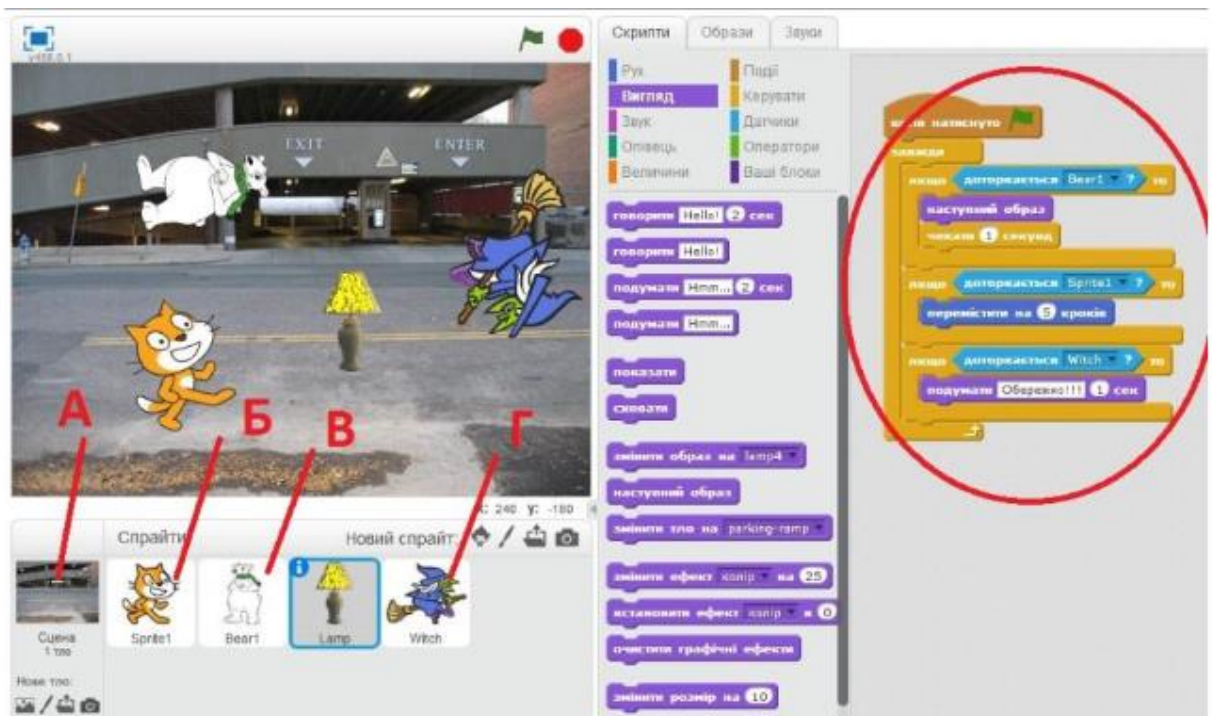 v458.0.1
EXIT
ENTER
А
Б
В
Г
x: 240 y: -180
Спрайти
Новий спрайт:
Сцена
1 тло
Нове тло:
Sprite1
Bear1
Lamp
Witch
Скрипти
Образи
Звуки
Рух
Вигляд
Звук
Олівець
Величини
Події
Керувати
Датчики
Оператори
Ваші блоки
говорити Hello! 2 сек
говорити Hello!
подумати Hmm... 2 сек
подумати Hmm...
показати
сховати
змінити образ на lamp4
наступний образ
змінити тло на parking-ramp
змінити ефект колір на 25
встановити ефект колір в 0
очистити графічні ефекти
змінити розмір на 10
коли натиснуто
завжди
якщо доторкається Bear1 ? то
наступний образ
чекати 1 секунд
якщо доторкається Sprite1 ? то
перемістити на 5 кроків
якщо доторкається Witch ? то
подумати Обережно!!! 1 сек